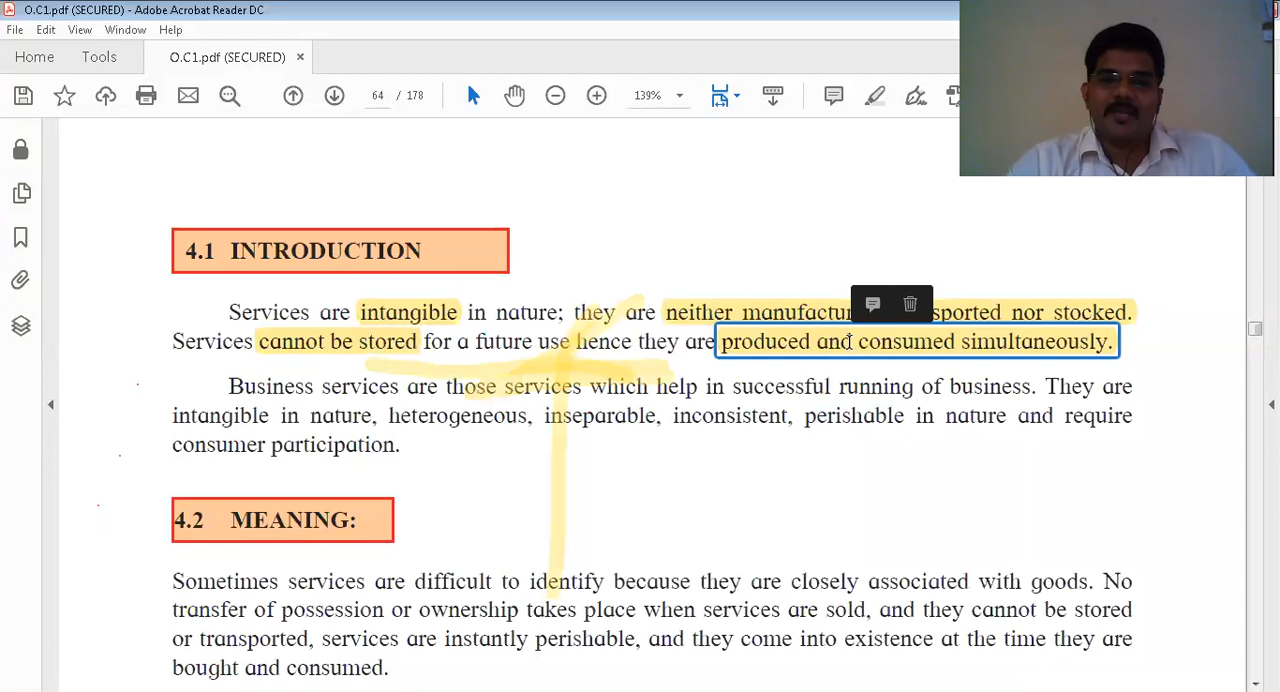 O.C1.pdf (SECURED) - Adobe Acrobat Reader DC
File Edit View Window Help
Home Tools O.C1.pdf (SECURED) ×
64 / 178 139%
4.1 INTRODUCTION
Services are intangible in nature; they are neither manufactu sported nor stocked.
Services cannot be stored for a future use hence they are produced and consumed simultaneously.
Business services are those services which help in successful running of business. They are
intangible in nature, heterogeneous, inseparable, inconsistent, perishable in nature and require
consumer participation.
4.2 MEANING:
Sometimes services are difficult to identify because they are closely associated with goods. No
transfer of possession or ownership takes place when services are sold, and they cannot be stored
or transported, services are instantly perishable, and they come into existence at the time they are
bought and consumed.